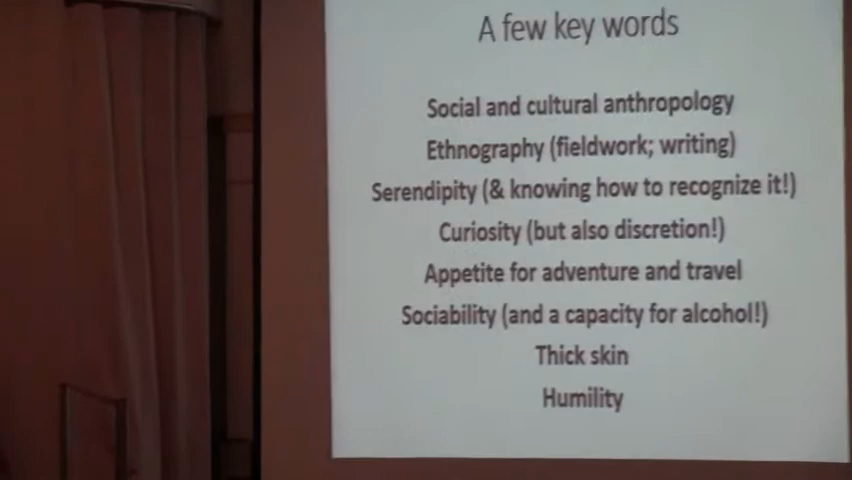 A few key words
Social and cultural anthropology
Ethnography (fieldwork; writing)
Serendipity (& knowing how to recognize it!)
Curiosity (but also discretion!)
Appetite for adventure and travel
Sociability (and a capacity for alcohol!)
Thick skin
Humility